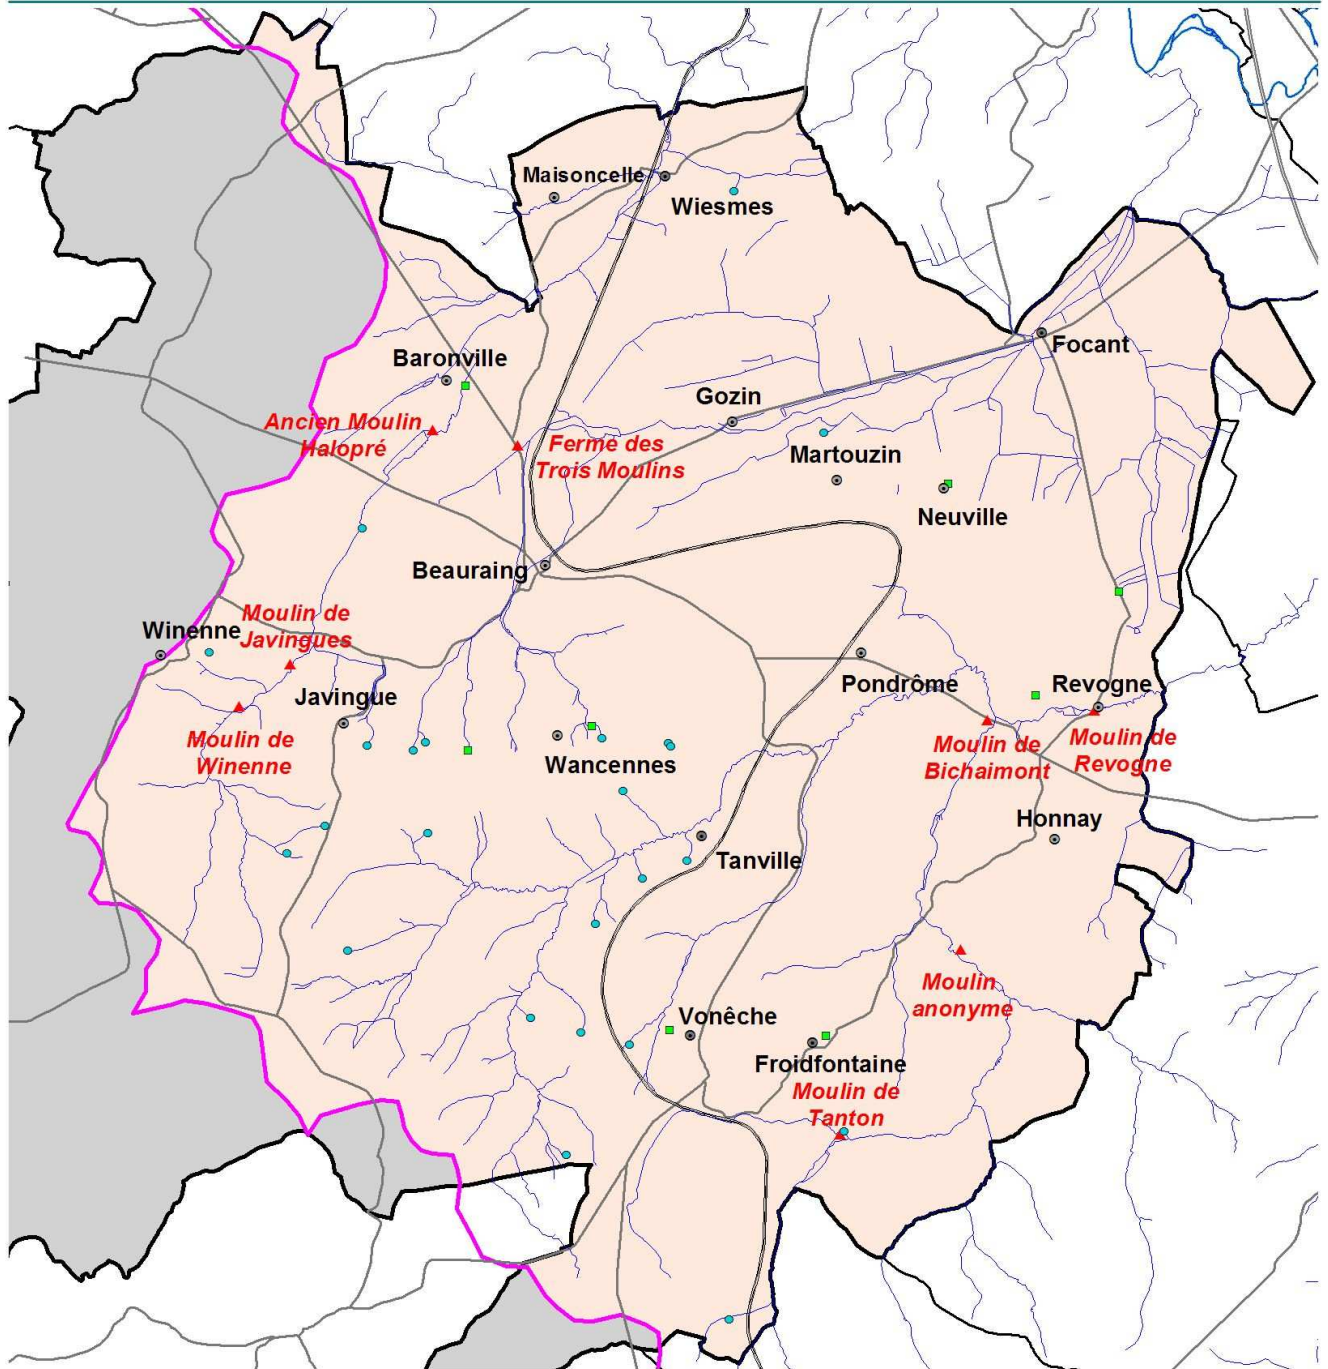 Maisoncelle
Wiesmes
Focant
Baronville
Gozin
Ancien Moulin
Halopré
Ferme des
Trois Moulins
Martouzin
Neuville
Beauraing
Moulin de
Javingues
Winenne
Pondrôme
Revogne
Javingue
Moulin de
Winenne
Wancennes
Moulin de
Bichaimont
Moulin de
Revogne
Honnay
Tanville
Moulin
anonyme
Vonêche
Froidfontaine
Moulin de
Tanton